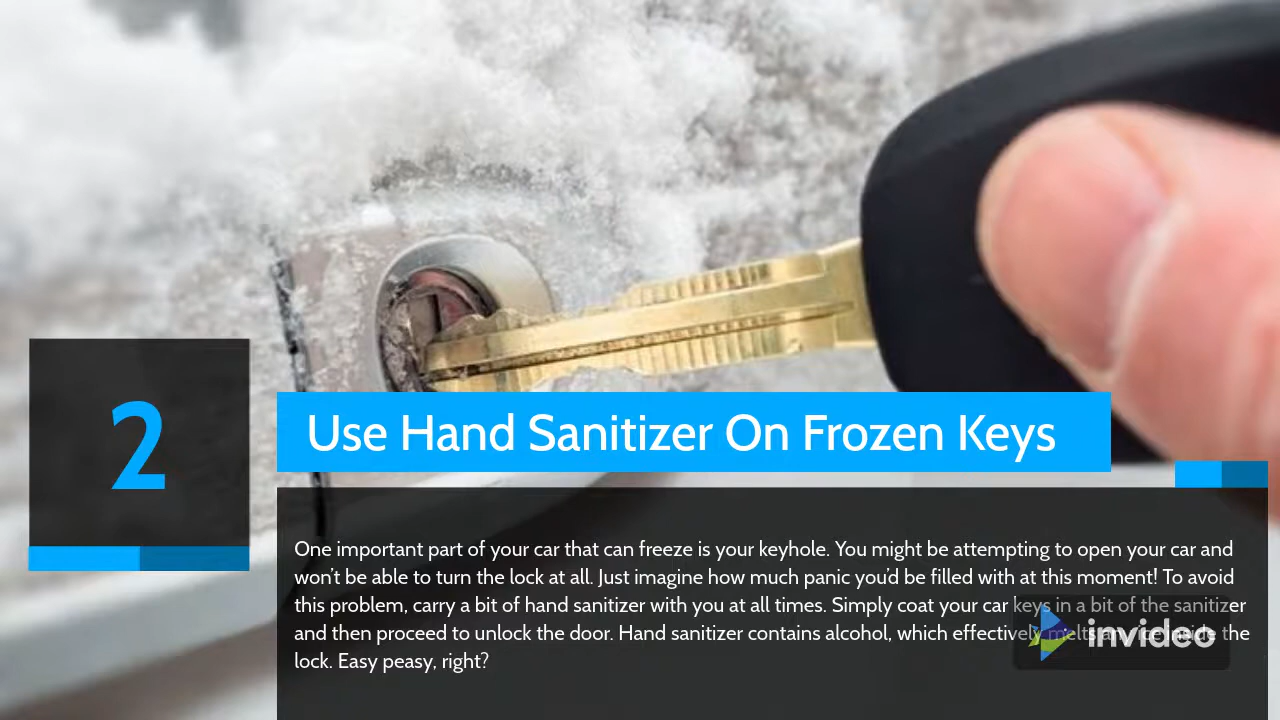 2
Use Hand Sanitizer On Frozen Keys
One important part of your car that can freeze is your keyhole. You might be attempting to open your car and
won't be able to turn the lock at all. Just imagine how much panic you'd be filled with at this moment! To avoid
this problem, carry a bit of hand sanitizer with you at all times. Simply coat your car keys in a bit of the sanitizer
and then proceed to unlock the door. Hand sanitizer contains alcohol, which effectively melts any ice inside the
lock. Easy peasy, right?
invideo